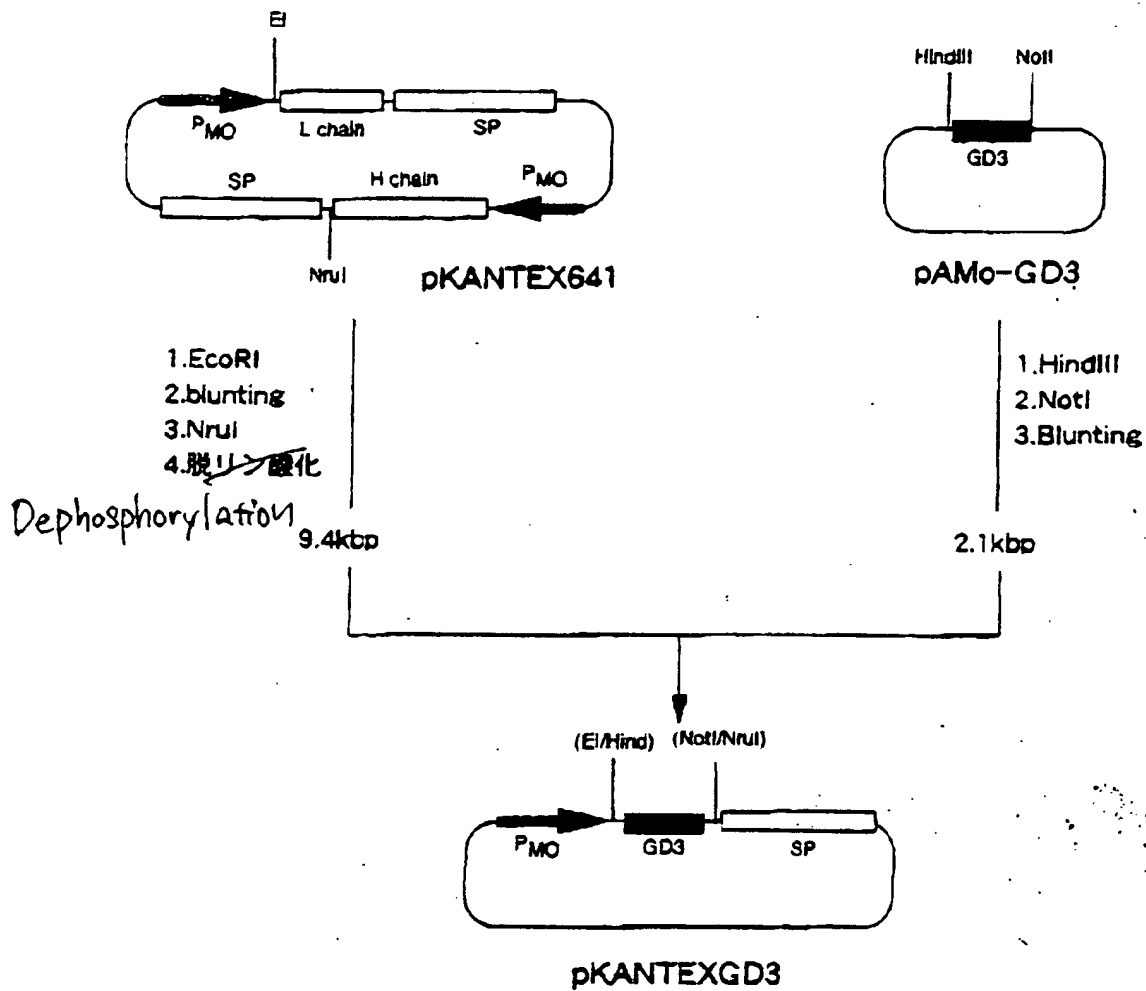 EI
PMO
L chain
SP
SP
H chain
PMO
NruI
pKANTEX641
HindIII
NotI
GD3
pAMo-GD3
1.EcoRI
2.blunting
3.NruI
4.脱リン酸化
Dephosphorylation
9.4kbp
1.HindIII
2.NotI
3.Blunting
2.1kbp
(EI/Hind)
(NotI/NruI)
PMO
GD3
SP
pKANTEXGD3